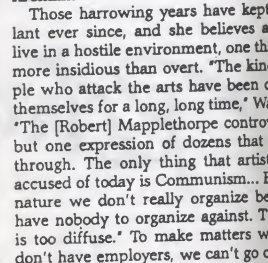 Those harrowing years have kept
lant ever since, and she believes a
live in a hostile environment, one th
more insidious than overt. "The kin
ple who attack the arts have been
themselves for a long, long time," Wa
"The [Robert] Mapplethorpe contro
but one expression of dozens that
through. The only thing that artis
accused of today is Communism...
nature we don't really organize be
have nobody to organize against. T
is too diffuse." To make matters w
don't have employers, we can't go